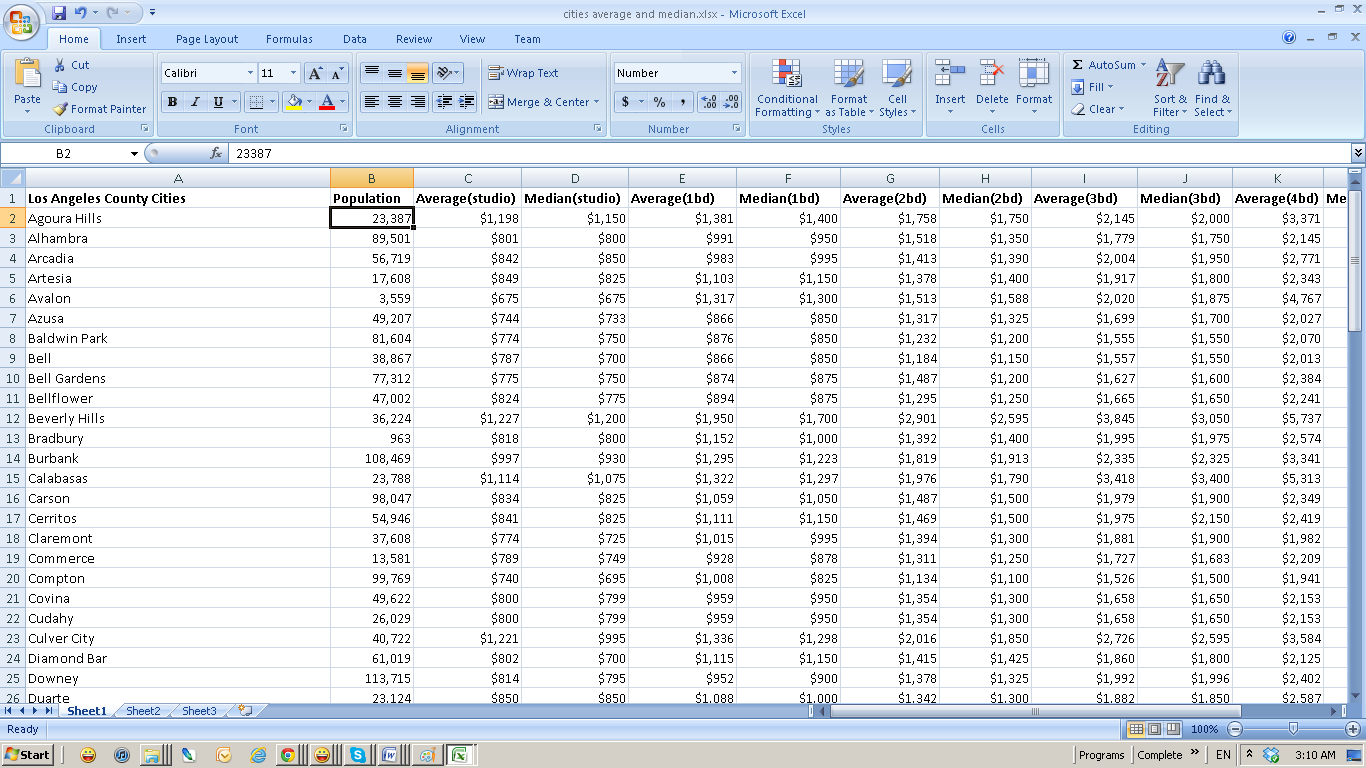 cities average and median.xlsx - Microsoft Excel
Home Insert Page Layout Formulas Data Review View Team
Paste Cut Copy Format Painter Clipboard
Calibri 11 B I U A Font
Wrap Text Merge & Center Alignment
Number $ % , .00 .0 Number
Conditional Formatting Format as Table Cell Styles Styles
Insert Delete Format Cells
Σ AutoSum Fill Clear Sort & Filter Find & Select Editing
B2 fx 23387
A B C D E F G H I J K
1 Los Angeles County Cities Population Average(studio) Median(studio) Average(1bd) Median(1bd) Average(2bd) Median(2bd) Average(3bd) Median(3bd) Average(4bd) Me
2 Agoura Hills 23,387 $1,198 $1,150 $1,381 $1,400 $1,758 $1,750 $2,145 $2,000 $3,371
3 Alhambra 89,501 $801 $800 $991 $950 $1,518 $1,350 $1,779 $1,750 $2,145
4 Arcadia 56,719 $842 $850 $983 $995 $1,413 $1,390 $2,004 $1,950 $2,771
5 Artesia 17,608 $849 $825 $1,103 $1,150 $1,378 $1,400 $1,917 $1,800 $2,343
6 Avalon 3,559 $675 $675 $1,317 $1,300 $1,513 $1,588 $2,020 $1,875 $4,767
7 Azusa 49,207 $744 $733 $866 $850 $1,317 $1,325 $1,699 $1,700 $2,027
8 Baldwin Park 81,604 $774 $750 $876 $850 $1,232 $1,200 $1,555 $1,550 $2,070
9 Bell 38,867 $787 $700 $866 $850 $1,184 $1,150 $1,557 $1,550 $2,013
10 Bell Gardens 77,312 $775 $750 $874 $875 $1,487 $1,200 $1,627 $1,600 $2,384
11 Bellflower 47,002 $824 $775 $894 $875 $1,295 $1,250 $1,665 $1,650 $2,241
12 Beverly Hills 36,224 $1,227 $1,200 $1,950 $1,700 $2,901 $2,595 $3,845 $3,050 $5,737
13 Bradbury 963 $818 $800 $1,152 $1,000 $1,392 $1,400 $1,995 $1,975 $2,574
14 Burbank 108,469 $997 $930 $1,295 $1,223 $1,819 $1,913 $2,335 $2,325 $3,341
15 Calabasas 23,788 $1,114 $1,075 $1,322 $1,297 $1,976 $1,790 $3,418 $3,400 $5,313
16 Carson 98,047 $834 $825 $1,059 $1,050 $1,487 $1,500 $1,979 $1,900 $2,349
17 Cerritos 54,946 $841 $825 $1,111 $1,150 $1,469 $1,500 $1,975 $2,150 $2,419
18 Claremont 37,608 $774 $725 $1,015 $995 $1,394 $1,300 $1,881 $1,900 $1,982
19 Commerce 13,581 $789 $749 $928 $878 $1,311 $1,250 $1,727 $1,683 $2,209
20 Compton 99,769 $740 $695 $1,008 $825 $1,134 $1,100 $1,526 $1,500 $1,941
21 Covina 49,622 $800 $799 $959 $950 $1,354 $1,300 $1,658 $1,650 $2,153
22 Cudahy 26,029 $800 $799 $959 $950 $1,354 $1,300 $1,658 $1,650 $2,153
23 Culver City 40,722 $1,221 $995 $1,336 $1,298 $2,016 $1,850 $2,726 $2,595 $3,584
24 Diamond Bar 61,019 $802 $700 $1,115 $1,150 $1,415 $1,425 $1,860 $1,800 $2,125
25 Downey 113,715 $814 $795 $952 $900 $1,378 $1,325 $1,992 $1,996 $2,402
26 Duarte 23,124 $850 $850 $1,088 $1,000 $1,342 $1,300 $1,882 $1,850 $2,587
Sheet1 Sheet2 Sheet3
Ready 100%
Start Programs Complete » EN 3:10 AM